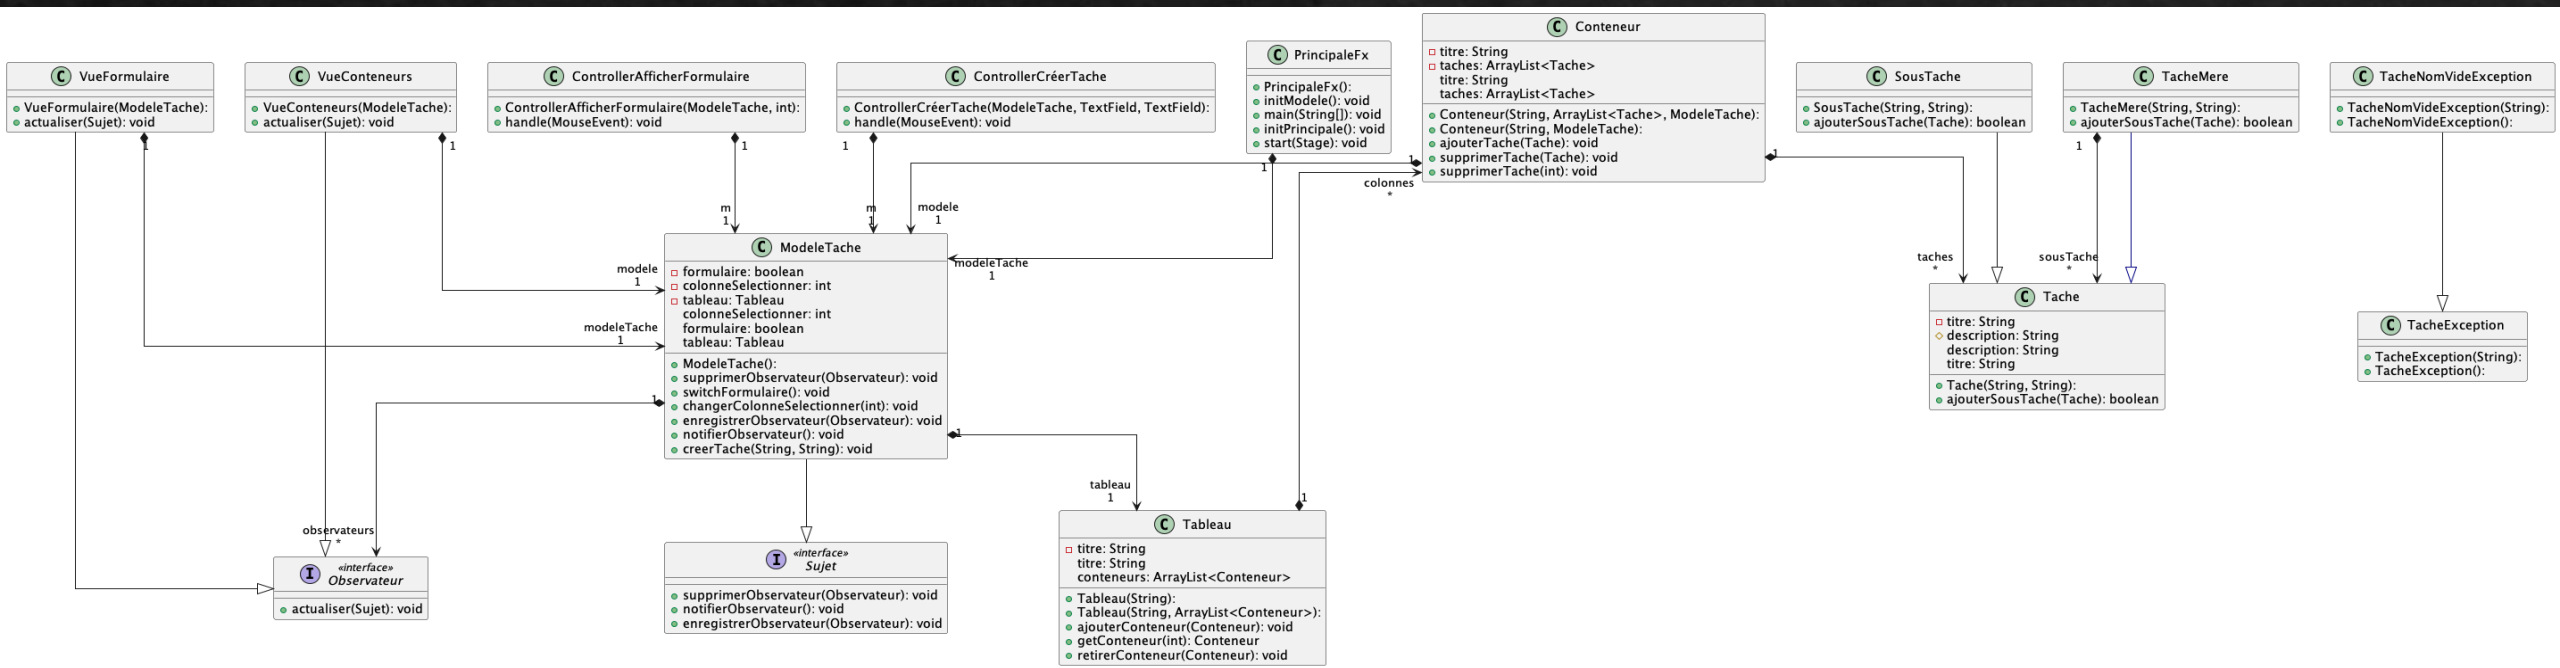 VueFormulaire
VueFormulaire(ModeleTache):
actualiser(Sujet): void
VueConteneurs
VueConteneurs(ModeleTache):
actualiser(Sujet): void
ControllerAfficherFormulaire
ControllerAfficherFormulaire(ModeleTache, int):
handle(MouseEvent): void
ControllerCréerTache
ControllerCréerTache(ModeleTache, TextField, TextField):
handle(MouseEvent): void
PrincipaleFx
PrincipaleFx():
initModele(): void
main(String[]): void
initPrincipale(): void
start(Stage): void
Conteneur
titre: String
taches: ArrayList<Tache>
titre: String
taches: ArrayList<Tache>
Conteneur(String, ArrayList<Tache>, ModeleTache):
Conteneur(String, ModeleTache):
ajouterTache(Tache): void
supprimerTache(Tache): void
supprimerTache(int): void
SousTache
SousTache(String, String):
ajouterSousTache(Tache): boolean
TacheMere
TacheMere(String, String):
ajouterSousTache(Tache): boolean
TacheNomVideException
TacheNomVideException(String):
TacheNomVideException():
1
1
1
1
1
1
1
1
colonnes
*
m
1
m
1
modele
1
modeleTache
1
modele
1
modeleTache
1
taches
*
sousTache
*
ModeleTache
formulaire: boolean
colonneSelectionner: int
tableau: Tableau
colonneSelectionner: int
formulaire: boolean
tableau: Tableau
ModeleTache():
supprimerObservateur(Observateur): void
switchFormulaire(): void
changerColonneSelectionner(int): void
enregistrerObservateur(Observateur): void
notifierObservateur(): void
creerTache(String, String): void
Tache
titre: String
description: String
description: String
titre: String
Tache(String, String):
ajouterSousTache(Tache): boolean
TacheException
TacheException(String):
TacheException():
1
1
tableau
1
1
observateurs
*
«interface»
Observateur
actualiser(Sujet): void
«interface»
Sujet
supprimerObservateur(Observateur): void
notifierObservateur(): void
enregistrerObservateur(Observateur): void
Tableau
titre: String
titre: String
conteneurs: ArrayList<Conteneur>
Tableau(String):
Tableau(String, ArrayList<Conteneur>):
ajouterConteneur(Conteneur): void
getConteneur(int): Conteneur
retirerConteneur(Conteneur): void